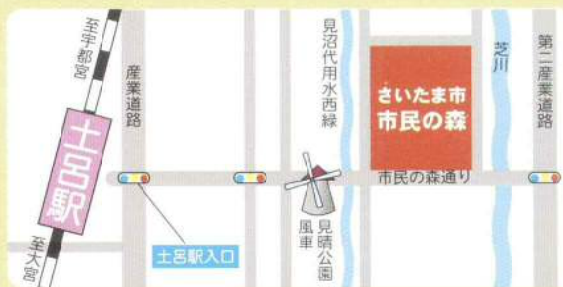 至宇都宮
土呂駅
至大宮
産業道路
土呂駅入口
見沼代用水西縁
さいたま市
市民の森
芝川
第二産業道路
市民の森通り
見晴公園
風車